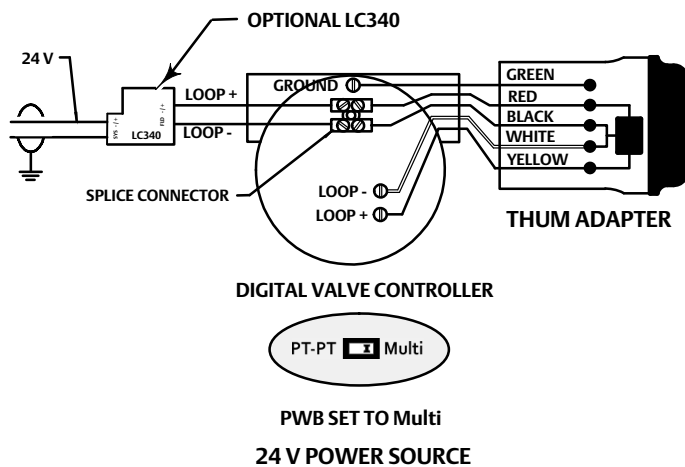 OPTIONAL LC340
24 V
GROUND
GREEN
LOOP +
RED
BLACK
SYS -/+
LC340
FLD -/+
LOOP -
WHITE
YELLOW
SPLICE CONNECTOR
LOOP -
LOOP +
THUM ADAPTER
DIGITAL VALVE CONTROLLER
PT-PT Multi
PWB SET TO Multi
24 V POWER SOURCE